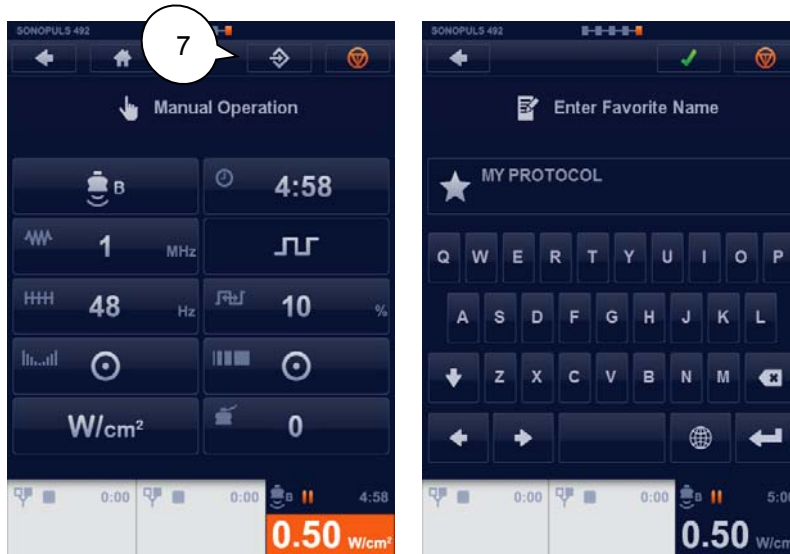 SONOPULS 492
7
Manual Operation
B
4:58
1 MHz
48 Hz
10 %
W/cm²
0
0:00
0:00
B
4:58
0.50 W/cm²
SONOPULS 492
Enter Favorite Name
MY PROTOCOL
Q W E R T Y U I O P
A S D F G H J K L
Z X C V B N M
0:00
0:00
B
5:00
0.50 W/cm